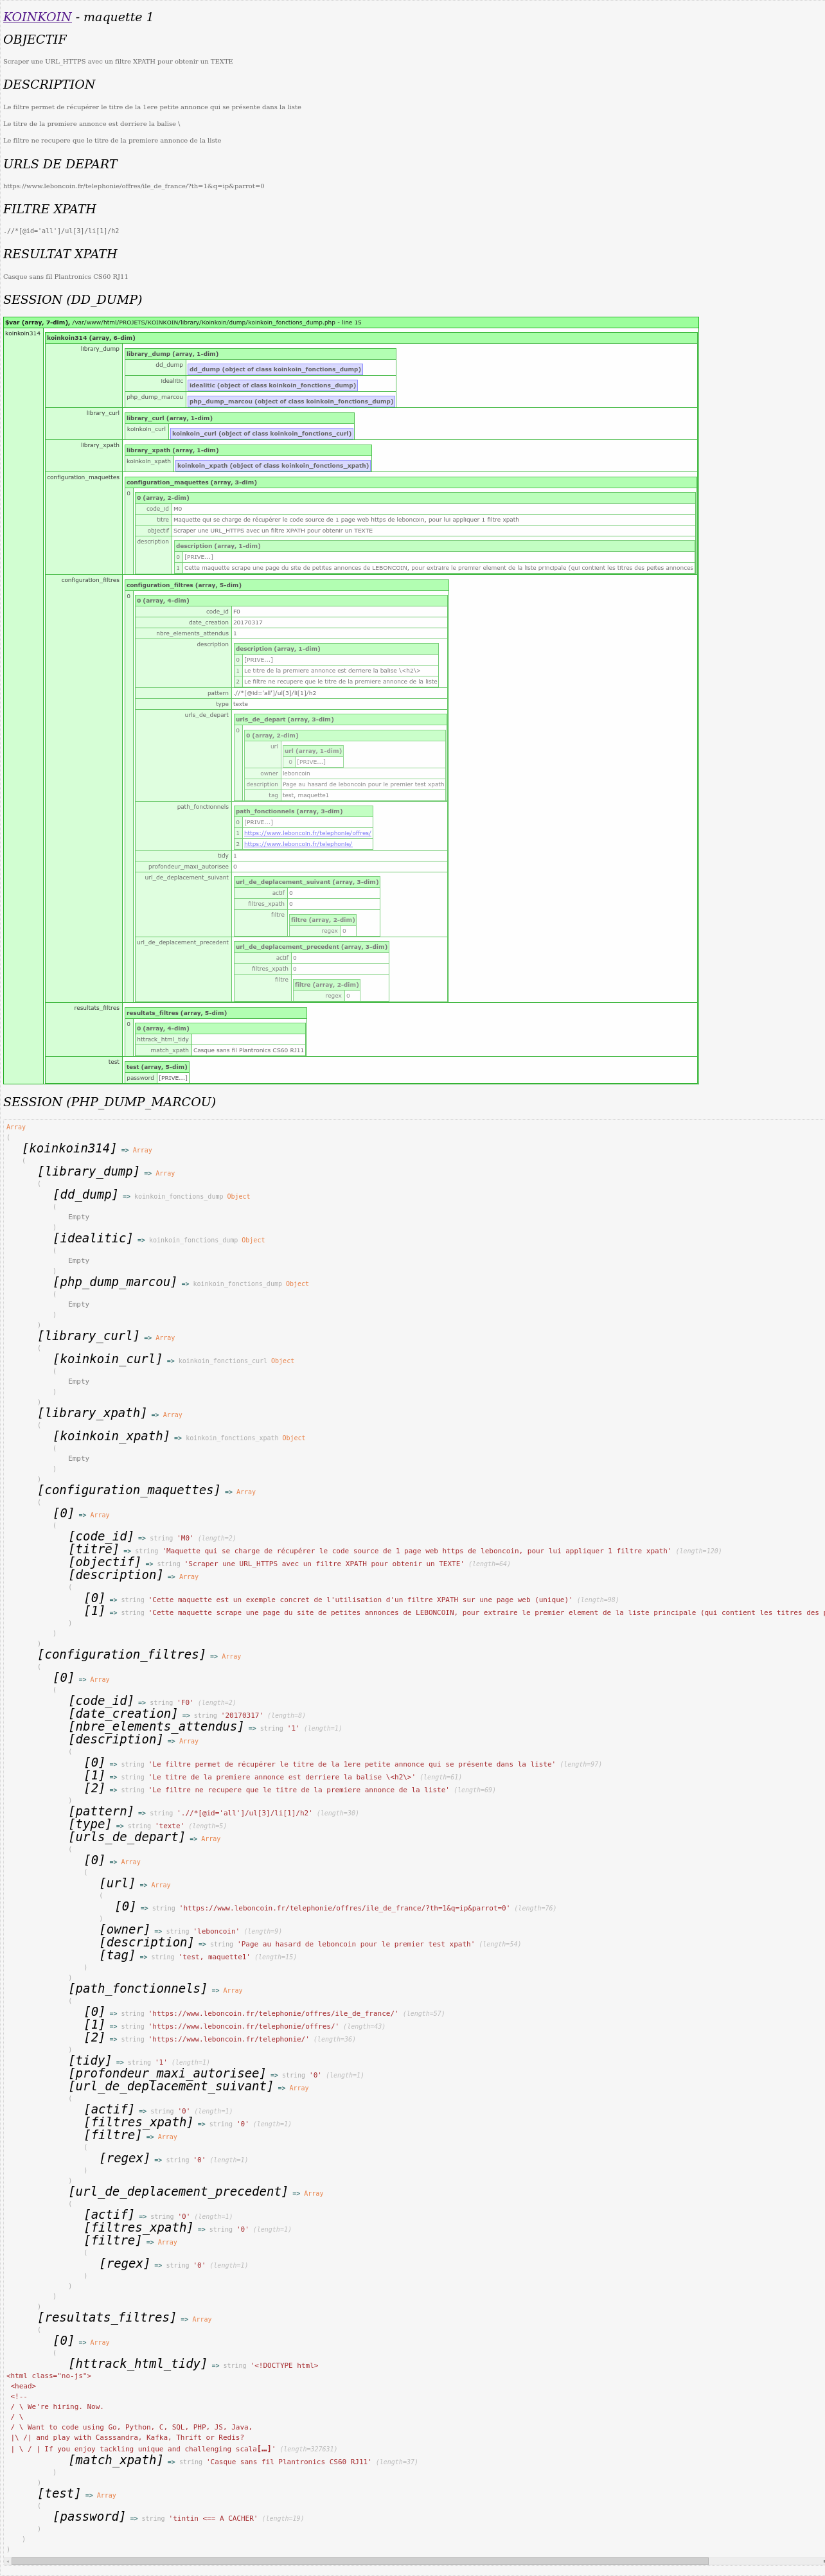 KOINKOIN - maquette 1
OBJECTIF
Scraper une URL_HTTPS avec un filtre XPATH pour obtenir un TEXTE
DESCRIPTION
Le filtre permet de récupérer le titre de la 1ere petite annonce qui se présente dans la liste
Le titre de la premiere annonce est derriere la balise \
Le filtre ne recupere que le titre de la premiere annonce de la liste
URLS DE DEPART
https://www.leboncoin.fr/telephonie/offres/ile_de_france/?th=1&q=ip&parrot=0
FILTRE XPATH
.//*[@id='all']/ul[3]/li[1]/h2
RESULTAT XPATH
Casque sans fil Plantronics CS60 RJ11
SESSION (DD_DUMP)
$var (array, 7-dim), /var/www/html/PROJETS/KOINKOIN/library/Koinkoin/dump/koinkoin_fonctions_dump.php - line 15
koinkoin314
koinkoin314 (array, 6-dim)
library_dump
library_dump (array, 1-dim)
dd_dump dd_dump (object of class koinkoin_fonctions_dump)
idealitic idealitic (object of class koinkoin_fonctions_dump)
php_dump_marcou php_dump_marcou (object of class koinkoin_fonctions_dump)
library_curl
library_curl (array, 1-dim)
koinkoin_curl koinkoin_curl (object of class koinkoin_fonctions_curl)
library_xpath
library_xpath (array, 1-dim)
koinkoin_xpath koinkoin_xpath (object of class koinkoin_fonctions_xpath)
configuration_maquettes
configuration_maquettes (array, 3-dim)
0 0 (array, 2-dim)
code_id M0
titre Maquette qui se charge de récupérer le code source de 1 page web https de leboncoin, pour lui appliquer 1 filtre xpath
objectif Scraper une URL_HTTPS avec un filtre XPATH pour obtenir un TEXTE
description description (array, 1-dim)
0 [PRIVE...]
1 Cette maquette scrape une page du site de petites annonces de LEBONCOIN, pour extraire le premier element de la liste principale (qui contient les titres des peites annonces
configuration_filtres
configuration_filtres (array, 5-dim)
0 0 (array, 4-dim)
code_id F0
date_creation 20170317
nbre_elements_attendus 1
description description (array, 1-dim)
0 [PRIVE...]
1 Le titre de la premiere annonce est derriere la balise \<h2\>
2 Le filtre ne recupere que le titre de la premiere annonce de la liste
pattern .//*[@id='all']/ul[3]/li[1]/h2
type texte
urls_de_depart urls_de_depart (array, 3-dim)
0 0 (array, 2-dim)
url url (array, 1-dim)
0 [PRIVE...]
owner leboncom
description Page au hasard de leboncoin pour le premier test xpath
tag test, maquette1
path_fonctionnels path_fonctionnels (array, 3-dim)
0 [PRIVE...]
1 https://www.leboncoin.fr/telephonie/offres/
2 https://www.leboncoin.fr/telephonie/
tidy 1
profondeur_maxi_autorisee 0
url_de_deplacement_suivant url_de_deplacement_suivant (array, 3-dim)
actif 0
filtres_xpath 0
filtre filtre (array, 2-dim)
regex 0
url_de_deplacement_precedent url_de_deplacement_precedent (array, 3-dim)
actif 0
filtres_xpath 0
filtre filtre (array, 2-dim)
regex 0
resultats_filtres
resultats_filtres (array, 5-dim)
0 0 (array, 4-dim)
httrack_html_tidy
match_xpath Casque sans fil Plantronics CS60 RJ11
test
test (array, 5-dim)
password [PRIVE...]
SESSION (PHP_DUMP_MARCOU)
Array
(
[koinkoin314] => Array
(
[library_dump] => Array
(
[dd_dump] => koinkoin_fonctions_dump Object
(
Empty
)
[idealitic] => koinkoin_fonctions_dump Object
(
Empty
)
[php_dump_marcou] => koinkoin_fonctions_dump Object
(
Empty
)
)
[library_curl] => Array
(
[koinkoin_curl] => koinkoin_fonctions_curl Object
(
Empty
)
)
[library_xpath] => Array
(
[koinkoin_xpath] => koinkoin_fonctions_xpath Object
(
Empty
)
)
[configuration_maquettes] => Array
(
[0] => Array
(
[code_id] => string 'M0' (length=2)
[titre] => string 'Maquette qui se charge de récupérer le code source de 1 page web https de leboncoin, pour lui appliquer 1 filtre xpath' (length=120)
[objectif] => string 'Scraper une URL_HTTPS avec un filtre XPATH pour obtenir un TEXTE' (length=64)
[description] => Array
(
[0] => string 'Cette maquette est un exemple concret de l'utilisation d'un filtre XPATH sur une page web (unique)' (length=98)
[1] => string 'Cette maquette scrape une page du site de petites annonces de LEBONCOIN, pour extraire le premier element de la liste principale (qui contient les titres des
)
)
)
[configuration_filtres] => Array
(
[0] => Array
(
[code_id] => string 'F0' (length=2)
[date_creation] => string '20170317' (length=8)
[nbre_elements_attendus] => string '1' (length=1)
[description] => Array
(
[0] => string 'Le filtre permet de récupérer le titre de la 1ere petite annonce qui se présente dans la liste' (length=97)
[1] => string 'Le titre de la premiere annonce est derriere la balise \<h2\>' (length=61)
[2] => string 'Le filtre ne recupere que le titre de la premiere annonce de la liste' (length=69)
)
[pattern] => string './/*[@id='all']/ul[3]/li[1]/h2' (length=30)
[type] => string 'texte' (length=5)
[urls_de_depart] => Array
(
[0] => Array
(
[url] => Array
(
[0] => string 'https://www.leboncoin.fr/telephonie/offres/ile_de_france/?th=1&q=ip&parrot=0' (length=76)
)
[owner] => string 'leboncoin' (length=9)
[description] => string 'Page au hasard de leboncoin pour le premier test xpath' (length=54)
[tag] => string 'test, maquette1' (length=15)
)
)
[path_fonctionnels] => Array
(
[0] => string 'https://www.leboncoin.fr/telephonie/offres/ile_de_france/' (length=57)
[1] => string 'https://www.leboncoin.fr/telephonie/offres/' (length=43)
[2] => string 'https://www.leboncoin.fr/telephonie/' (length=36)
)
[tidy] => string '1' (length=1)
[profondeur_maxi_autorisee] => string '0' (length=1)
[url_de_deplacement_suivant] => Array
(
[actif] => string '0' (length=1)
[filtres_xpath] => string '0' (length=1)
[filtre] => Array
(
[regex] => string '0' (length=1)
)
)
[url_de_deplacement_precedent] => Array
(
[actif] => string '0' (length=1)
[filtres_xpath] => string '0' (length=1)
[filtre] => Array
(
[regex] => string '0' (length=1)
)
)
)
)
[resultats_filtres] => Array
(
[0] => Array
(
[httrack_html_tidy] => string '<!DOCTYPE html>
<html class="no-js">
<head>
<!--
/ \ We're hiring. Now.
/ \
/ \ Want to code using Go, Python, C, SQL, PHP, JS, Java,
|\ /| and play with Casssandra, Kafka, Thrift or Redis?
| \ / | If you enjoy tackling unique and challenging scala[…]' (length=327631)
[match_xpath] => string 'Casque sans fil Plantronics CS60 RJ11' (length=37)
)
)
[test] => Array
(
[password] => string 'tintin <== A CACHER' (length=19)
)
)
)